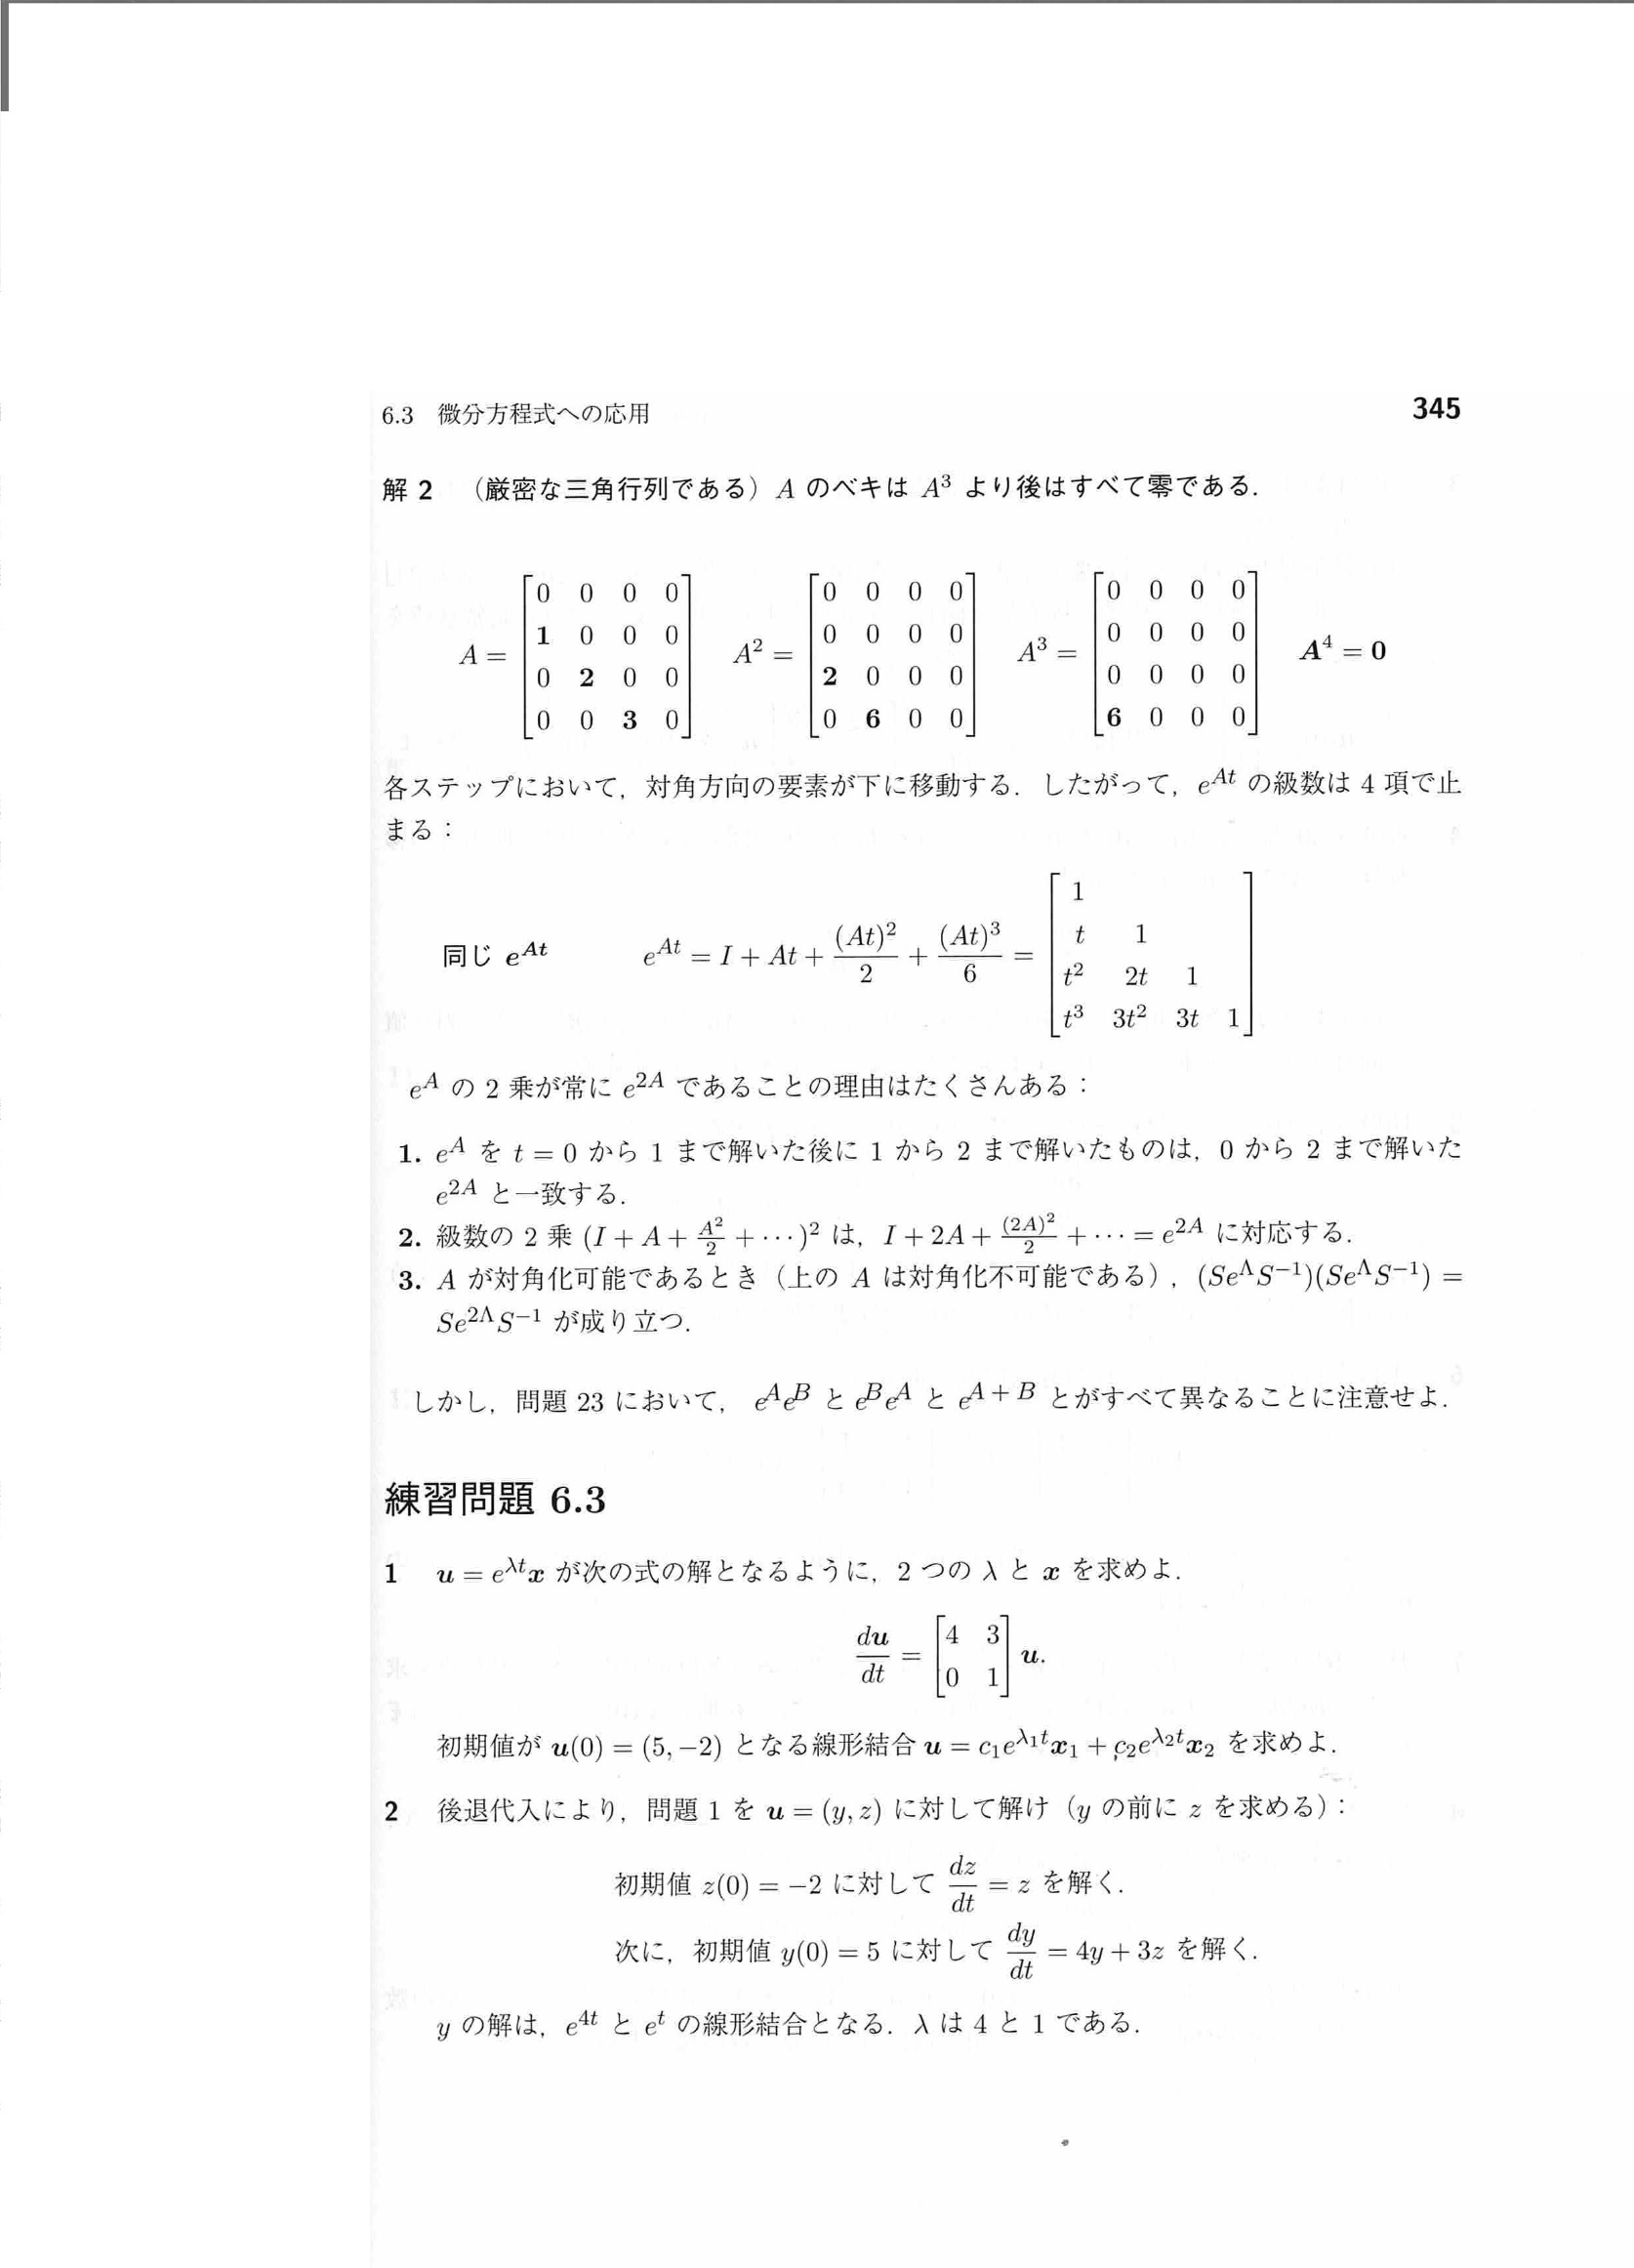 6.3 微分方程式への応用 345
解 2 （厳密な三角行列である）A のベキは A³ より後はすべて零である．
A = [0 0 0 0; 1 0 0 0; 0 2 0 0; 0 0 3 0] A² = [0 0 0 0; 0 0 0 0; 2 0 0 0; 0 6 0 0] A³ = [0 0 0 0; 0 0 0 0; 0 0 0 0; 6 0 0 0] A⁴ = 0
各ステップにおいて，対角方向の要素が下に移動する．したがって，e^{At} の級数は 4 項で止
まる：
同じ e^{At} e^{At} = I + At + (At)²/2 + (At)³/6 = [1; t 1; t² 2t 1; t³ 3t² 3t 1]
e^A の 2 乗が常に e^{2A} であることの理由はたくさんある：
1. e^A を t = 0 から 1 まで解いた後に 1 から 2 まで解いたものは，0 から 2 まで解いた
e^{2A} と一致する．
2. 級数の 2 乗 (I + A + A²/2 + ⋯)² は，I + 2A + (2A)²/2 + ⋯ = e^{2A} に対応する．
3. A が対角化可能であるとき（上の A は対角化不可能である），(Se^ΛS⁻¹)(Se^ΛS⁻¹) =
Se^{2Λ}S⁻¹ が成り立つ．
しかし，問題 23 において， e^Ae^B と e^Be^A と e^{A+B} とがすべて異なることに注意せよ．
練習問題 6.3
1 u = e^{λt}x が次の式の解となるように，2 つの λ と x を求めよ．
du/dt = [4 3; 0 1] u.
初期値が u(0) = (5, −2) となる線形結合 u = c₁e^{λ₁t}x₁ + c₂e^{λ₂t}x₂ を求めよ．
2 後退代入により，問題 1 を u = (y, z) に対して解け（y の前に z を求める）：
初期値 z(0) = −2 に対して dz/dt = z を解く．
次に，初期値 y(0) = 5 に対して dy/dt = 4y + 3z を解く．
y の解は，e^{4t} と e^t の線形結合となる．λ は 4 と 1 である．